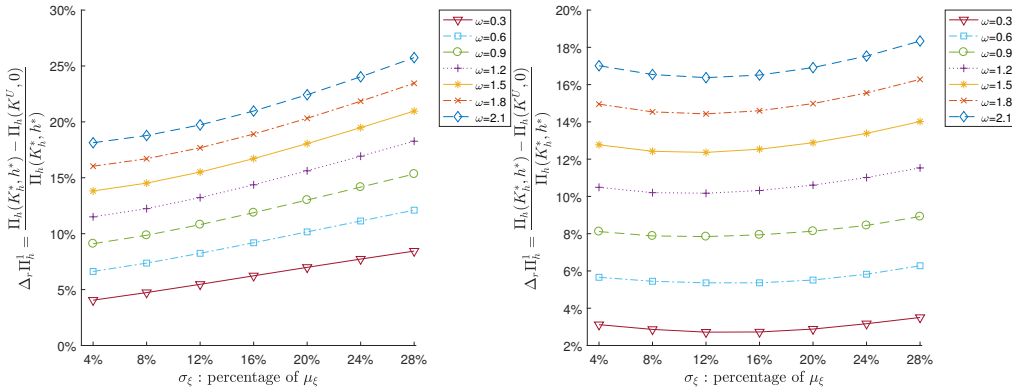 30%
25%
20%
15%
10%
5%
0%
4%
8%
12%
16%
20%
24%
28%
σ_ξ : percentage of μ_ξ
Δ_rΠ_h^1 = (Π_h(K_h^*, h^*) − Π_h(K^U, 0)) / Π_h(K_h^*, h^*)
ω=0.3
ω=0.6
ω=0.9
ω=1.2
ω=1.5
ω=1.8
ω=2.1
20%
18%
16%
14%
12%
10%
8%
6%
4%
2%
4%
8%
12%
16%
20%
24%
28%
σ_ξ : percentage of μ_ξ
Δ_rΠ_h^1 = (Π_h(K_h^*, h^*) − Π_h(K^U, 0)) / Π_h(K_h^*, h^*)
ω=0.3
ω=0.6
ω=0.9
ω=1.2
ω=1.5
ω=1.8
ω=2.1